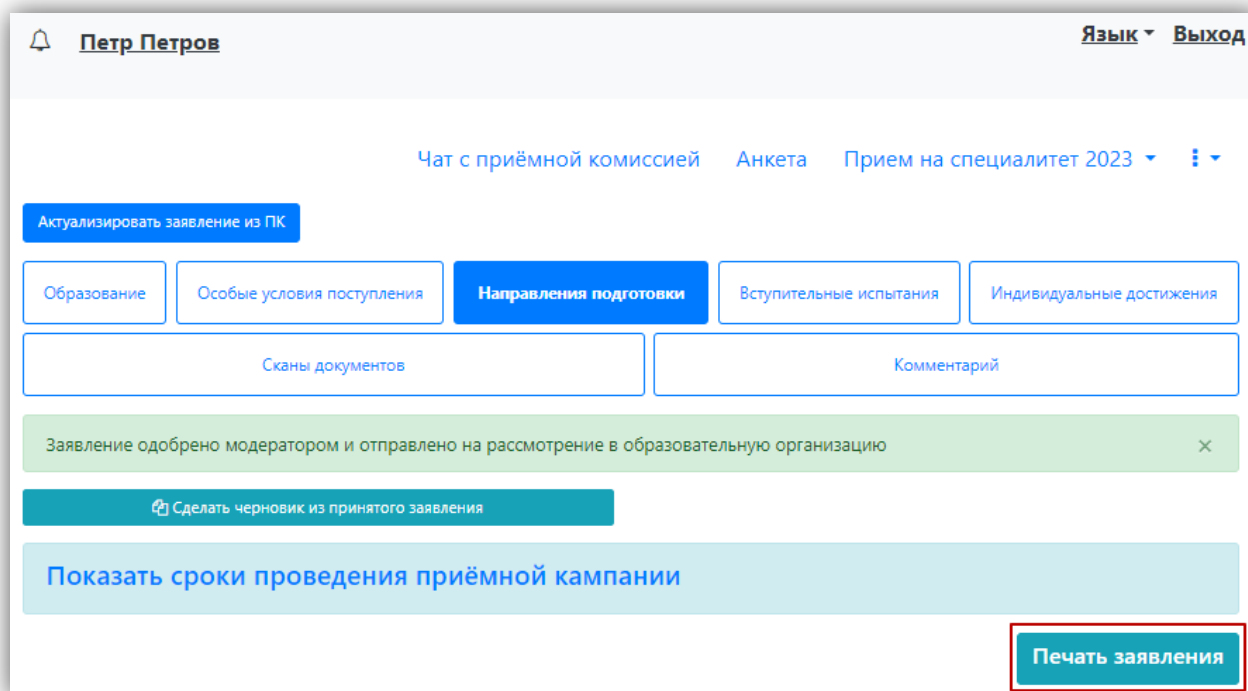 Петр Петров
Язык Выход
Чат с приёмной комиссией Анкета Прием на специалитет 2023
Актуализировать заявление из ПК
Образование Особые условия поступления Направления подготовки Вступительные испытания Индивидуальные достижения
Сканы документов Комментарий
Заявление одобрено модератором и отправлено на рассмотрение в образовательную организацию ×
Сделать черновик из принятого заявления
Показать сроки проведения приёмной кампании
Печать заявления